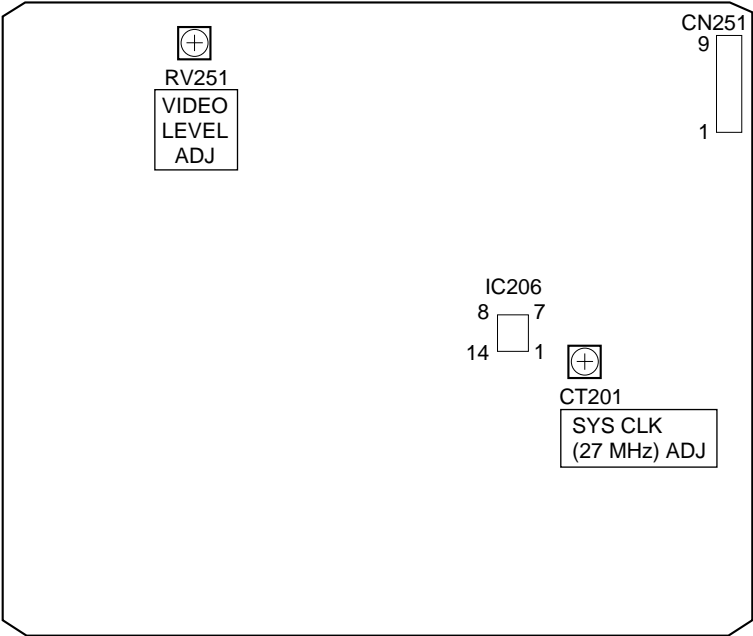 CN251
9
1
RV251
VIDEO
LEVEL
ADJ
IC206
8 7
14 1
CT201
SYS CLK
(27 MHz) ADJ